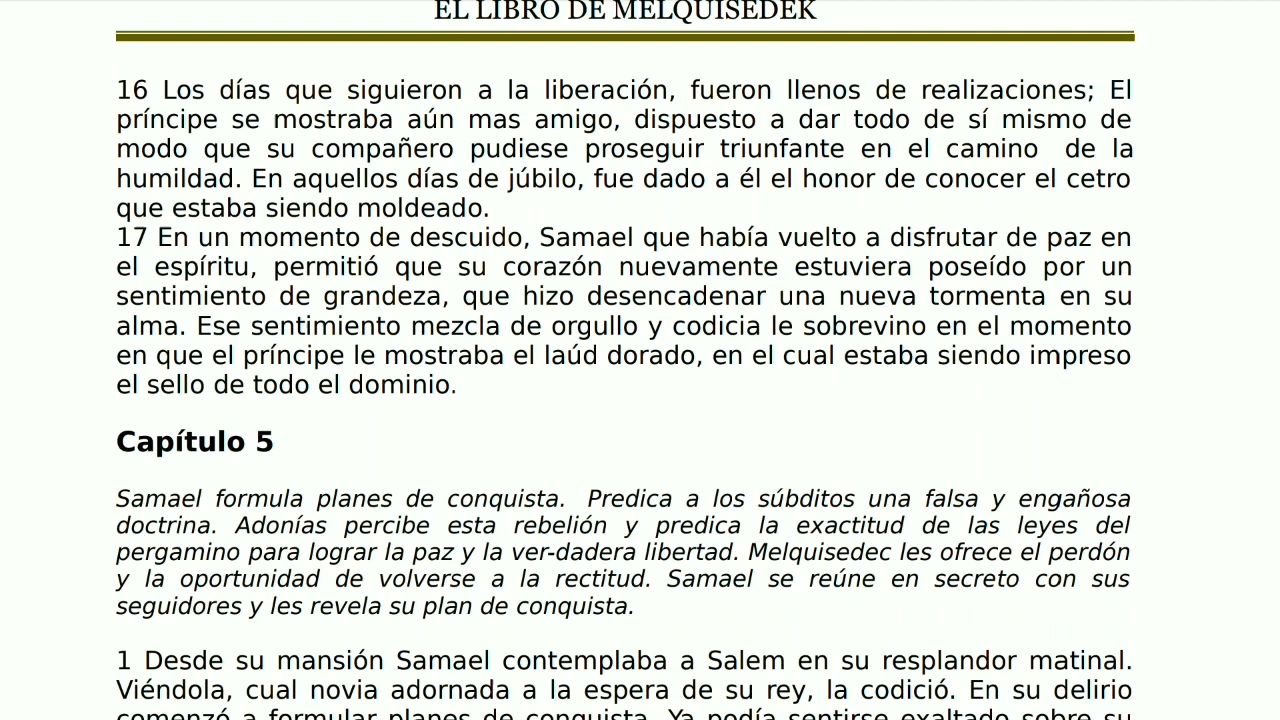 EL LIBRO DE MELQUISEDEK
16 Los días que siguieron a la liberación, fueron llenos de realizaciones; El
príncipe se mostraba aún mas amigo, dispuesto a dar todo de sí mismo de
modo que su compañero pudiese proseguir triunfante en el camino de la
humildad. En aquellos días de júbilo, fue dado a él el honor de conocer el cetro
que estaba siendo moldeado.
17 En un momento de descuido, Samael que había vuelto a disfrutar de paz en
el espíritu, permitió que su corazón nuevamente estuviera poseído por un
sentimiento de grandeza, que hizo desencadenar una nueva tormenta en su
alma. Ese sentimiento mezcla de orgullo y codicia le sobrevino en el momento
en que el príncipe le mostraba el laúd dorado, en el cual estaba siendo impreso
el sello de todo el dominio.
Capítulo 5
Samael formula planes de conquista. Predica a los súbditos una falsa y engañosa
doctrina. Adonías percibe esta rebelión y predica la exactitud de las leyes del
pergamino para lograr la paz y la ver-dadera libertad. Melquisedec les ofrece el perdón
y la oportunidad de volverse a la rectitud. Samael se reúne en secreto con sus
seguidores y les revela su plan de conquista.
1 Desde su mansión Samael contemplaba a Salem en su resplandor matinal.
Viéndola, cual novia adornada a la espera de su rey, la codició. En su delirio
comenzó a formular planes de conquista. Ya podía sentirse exaltado sobre su